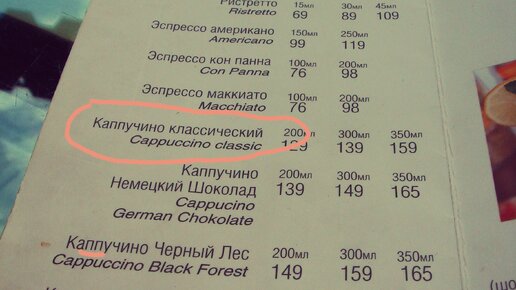 Ристретто 15мл 30мл 45мл
Ristretto 69 89 109
Эспрессо американо 150мл 250мл
Americano 99 119
Эспрессо кон панна 100мл 200мл
Con Panna 76 98
Эспрессо маккиато 100мл 200мл
Macchiato 76 98
Каппучино классический 200мл 300мл 350мл
Cappuccino classic 129 139 159
Каппучино 200мл 300мл 350мл
Немецкий Шоколад 139 149 165
Cappucino
German Chokolate
Каппучино Черный Лес 200мл 300мл 350мл
Cappuccino Black Forest 149 159 165